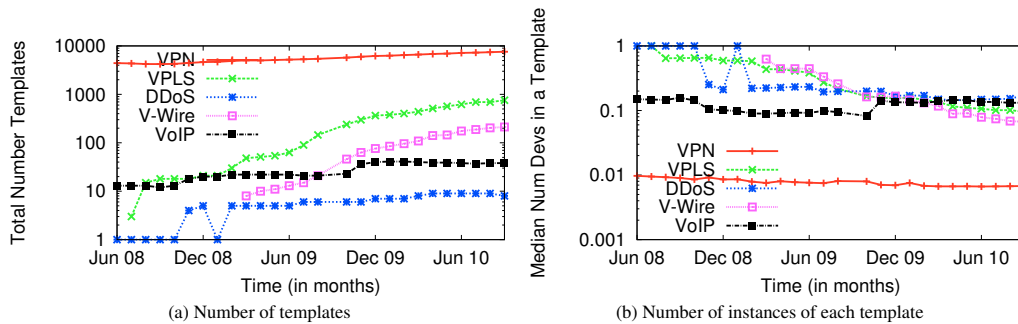 Total Number Templates
10000
1000
100
10
1
VPN
VPLS
DDoS
V-Wire
VoIP
Jun 08 Dec 08 Jun 09 Dec 09 Jun 10
Time (in months)
(a) Number of templates
Median Num Devs in a Template
1
0.1
0.01
0.001
VPN
VPLS
DDoS
V-Wire
VoIP
Jun 08 Dec 08 Jun 09 Dec 09 Jun 10
Time (in months)
(b) Number of instances of each template